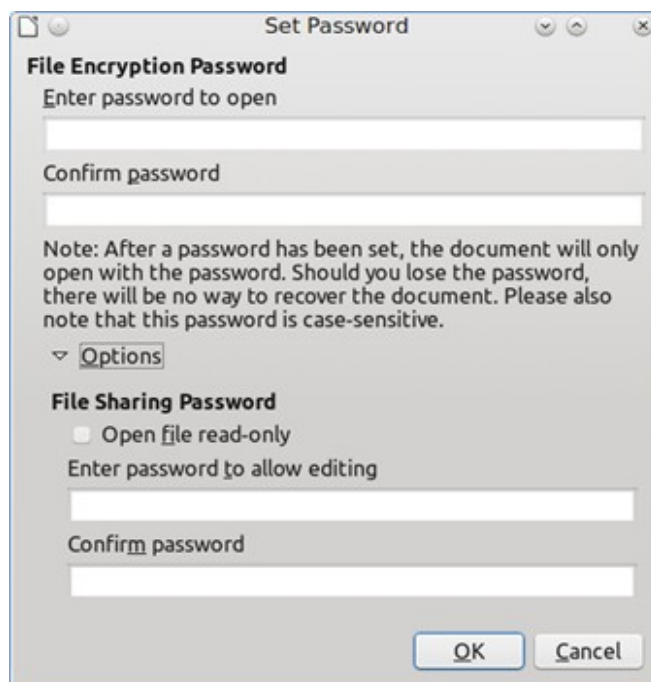 Set Password
File Encryption Password
Enter password to open
Confirm password
Note: After a password has been set, the document will only
open with the password. Should you lose the password,
there will be no way to recover the document. Please also
note that this password is case-sensitive.
Options
File Sharing Password
Open file read-only
Enter password to allow editing
Confirm password
OK Cancel